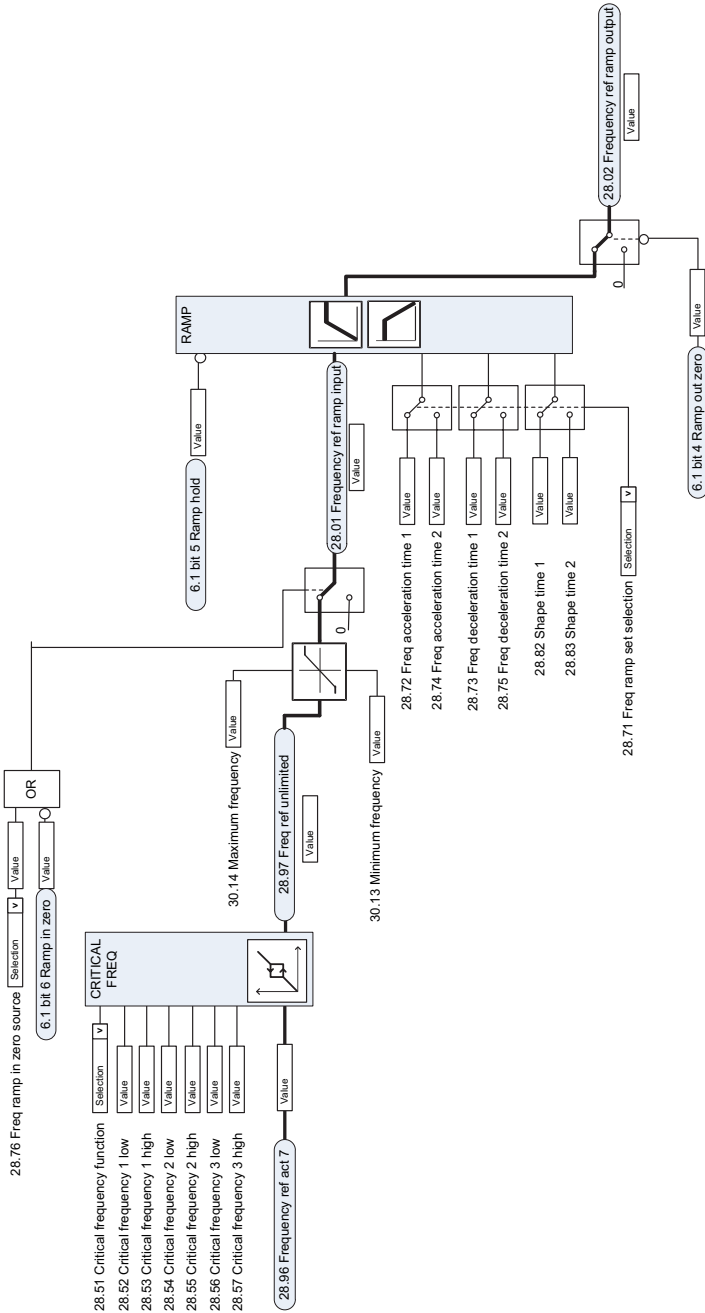 28.76 Freq ramp in zero source
Selection
v
Value
6.1 bit 6 Ramp in zero
Value
OR
28.51 Critical frequency function
Selection
v
28.52 Critical frequency 1 low
Value
28.53 Critical frequency 1 high
Value
28.54 Critical frequency 2 low
Value
28.55 Critical frequency 2 high
Value
28.56 Critical frequency 3 low
Value
28.57 Critical frequency 3 high
Value
CRITICAL
FREQ
28.96 Frequency ref act 7
Value
28.97 Freq ref unlimited
Value
30.14 Maximum frequency
Value
30.13 Minimum frequency
Value
0
28.01 Frequency ref ramp input
Value
6.1 bit 5 Ramp hold
Value
RAMP
28.72 Freq acceleration time 1
Value
28.74 Freq acceleration time 2
Value
28.73 Freq deceleration time 1
Value
28.75 Freq deceleration time 2
Value
28.82 Shape time 1
Value
28.83 Shape time 2
Value
28.71 Freq ramp set selection
Selection
v
0
28.02 Frequency ref ramp output
Value
6.1 bit 4 Ramp out zero
Value